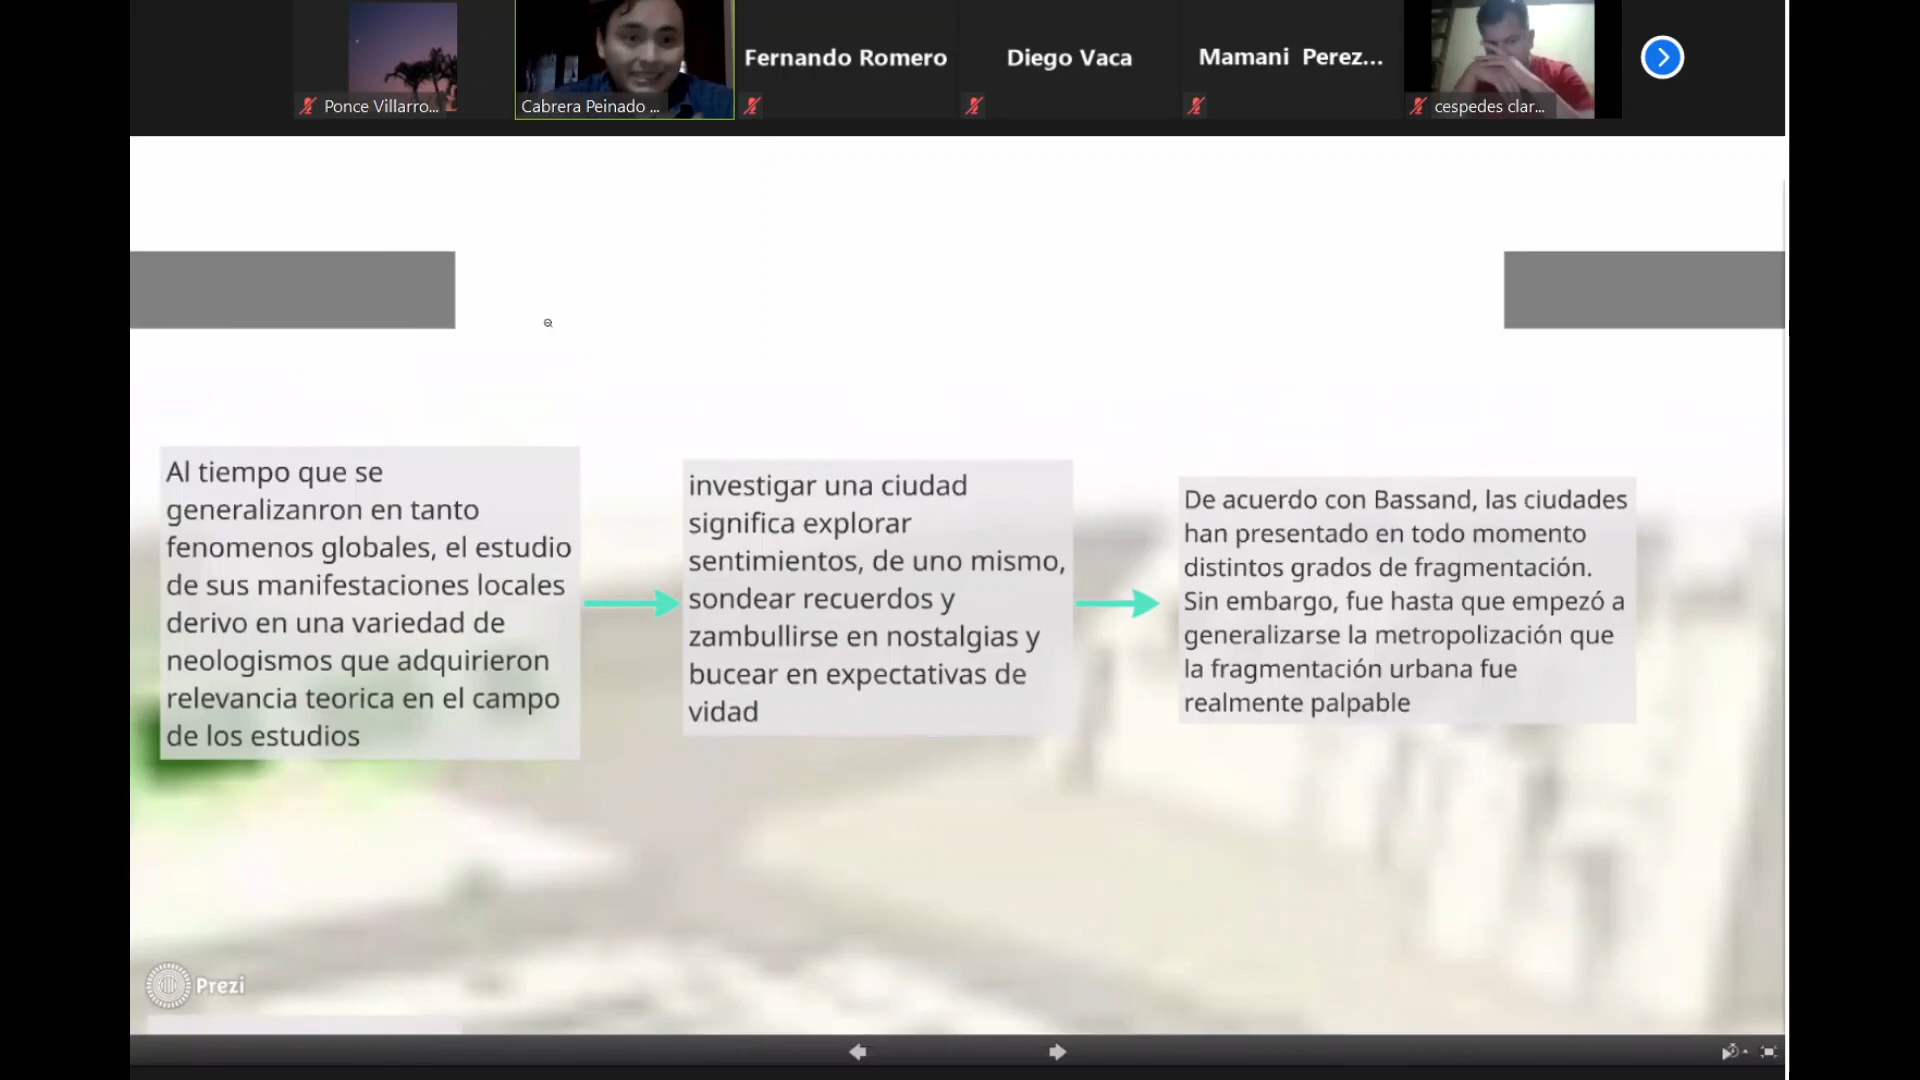 Fernando Romero
Diego Vaca
Mamani Perez...
Ponce Villarro...
Cabrera Peinado ...
cespedes clar...
Al tiempo que se
generalizanron en tanto
fenomenos globales, el estudio
de sus manifestaciones locales
derivo en una variedad de
neologismos que adquirieron
relevancia teorica en el campo
de los estudios
investigar una ciudad
significa explorar
sentimientos, de uno mismo,
sondear recuerdos y
zambullirse en nostalgias y
bucear en expectativas de
vidad
De acuerdo con Bassand, las ciudades
han presentado en todo momento
distintos grados de fragmentación.
Sin embargo, fue hasta que empezó a
generalizarse la metropolización que
la fragmentación urbana fue
realmente palpable
Prezi